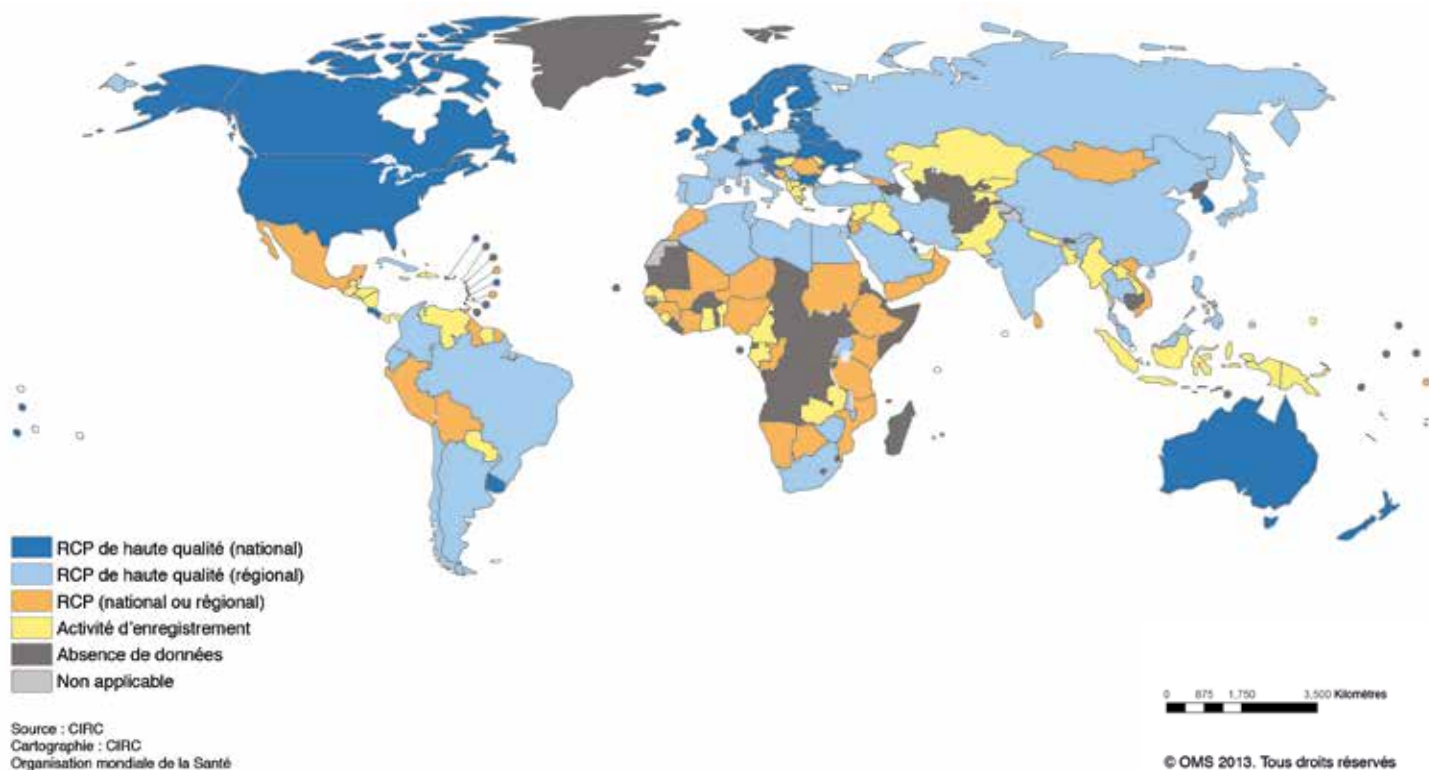 RCP de haute qualité (national)
RCP de haute qualité (régional)
RCP (national ou régional)
Activité d'enregistrement
Absence de données
Non applicable
Source : CIRC
Cartographie : CIRC
Organisation mondiale de la Santé
0 875 1,750 3,500 Kilomètres
© OMS 2013. Tous droits réservés